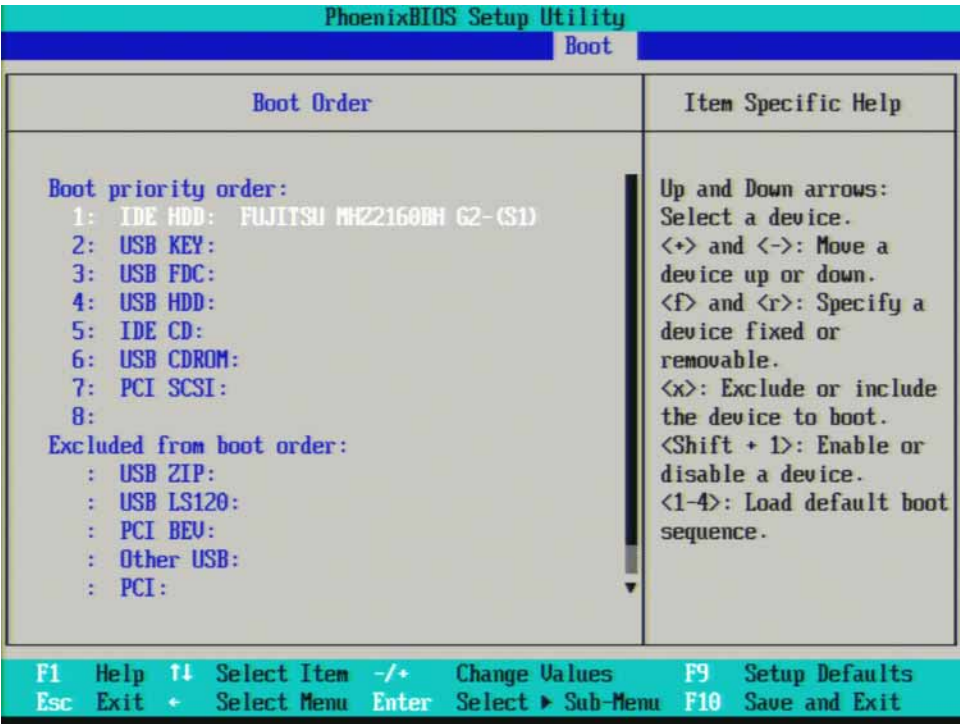 PhoenixBIOS Setup Utility
Boot
Boot Order
Item Specific Help
Boot priority order:
1: IDE HDD: FUJITSU MHZ2160BH G2-(S1)
2: USB KEY:
3: USB FDC:
4: USB HDD:
5: IDE CD:
6: USB CDROM:
7: PCI SCSI:
8:
Excluded from boot order:
: USB ZIP:
: USB LS120:
: PCI BEV:
: Other USB:
: PCI:
Up and Down arrows:
Select a device.
<+> and <->: Move a
device up or down.
<f> and <r>: Specify a
device fixed or
removable.
<x>: Exclude or include
the device to boot.
<Shift + 1>: Enable or
disable a device.
<1-4>: Load default boot
sequence.
F1 Help ↑↓ Select Item -/+ Change Values F9 Setup Defaults
Esc Exit ← Select Menu Enter Select ▶ Sub-Menu F10 Save and Exit